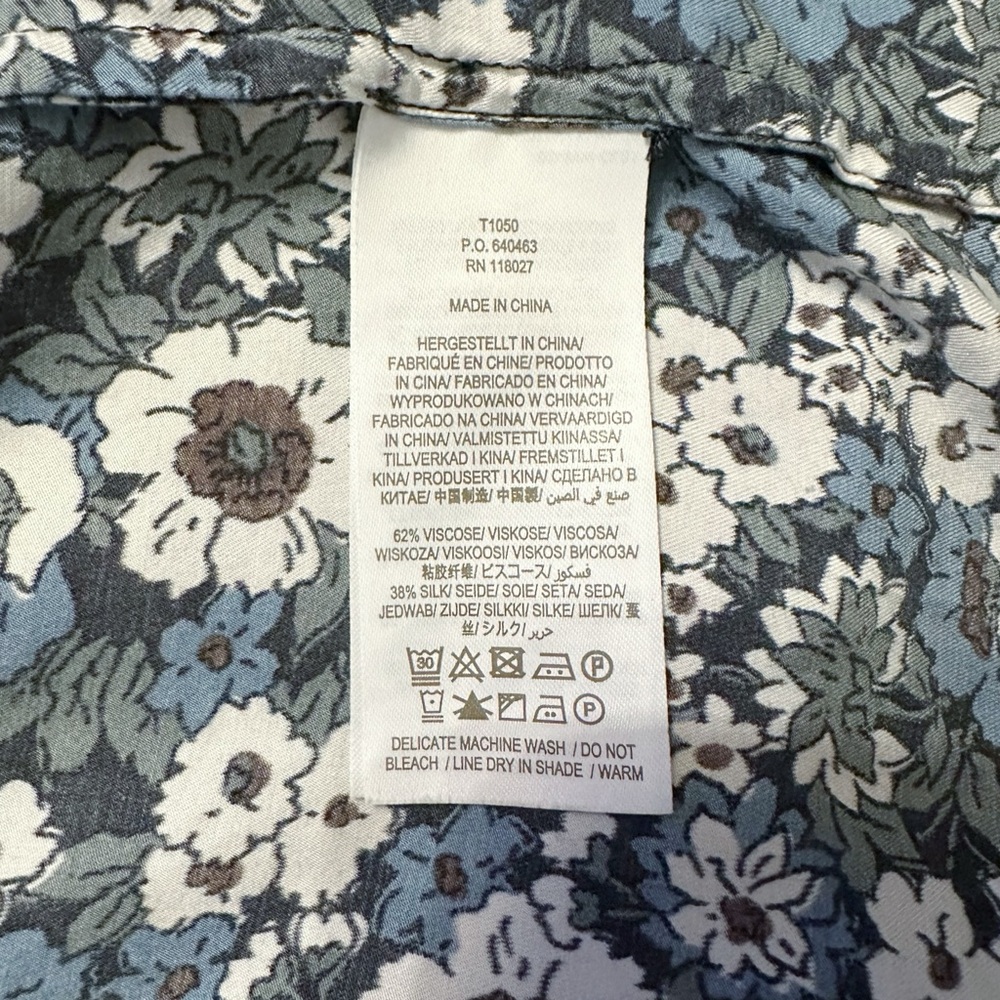 T1050
P.O. 640463
RN 118027
MADE IN CHINA
HERGESTELLT IN CHINA/
FABRIQUÉ EN CHINE/ PRODOTTO
IN CINA/ FABRICADO EN CHINA/
WYPRODUKOWANO W CHINACH/
FABRICADO NA CHINA/ VERVAARDIGD
IN CHINA/ VALMISTETTU KIINASSA/
TILLVERKAD I KINA/ FREMSTILLET I
KINA/ PRODUSERT I KINA/ СДЕЛАНО В
КИТАЕ/ 中国制造/ 中国製/ صنع في الصين
62% VISCOSE/ VISKOSE/ VISCOSA/
WISKOZA/ VISKOOSI/ VISKOS/ ВИСКОЗА/
粘胶纤维/ ビスコース/ فسكوز/
38% SILK/ SEIDE/ SOIE/ SETA/ SEDA/
JEDWAB/ ZIJDE/ SILKKI/ SILKE/ ШЕЛК/ 蚕
丝/ シルク/ حرير
30 P
P
DELICATE MACHINE WASH / DO NOT
BLEACH / LINE DRY IN SHADE / WARM